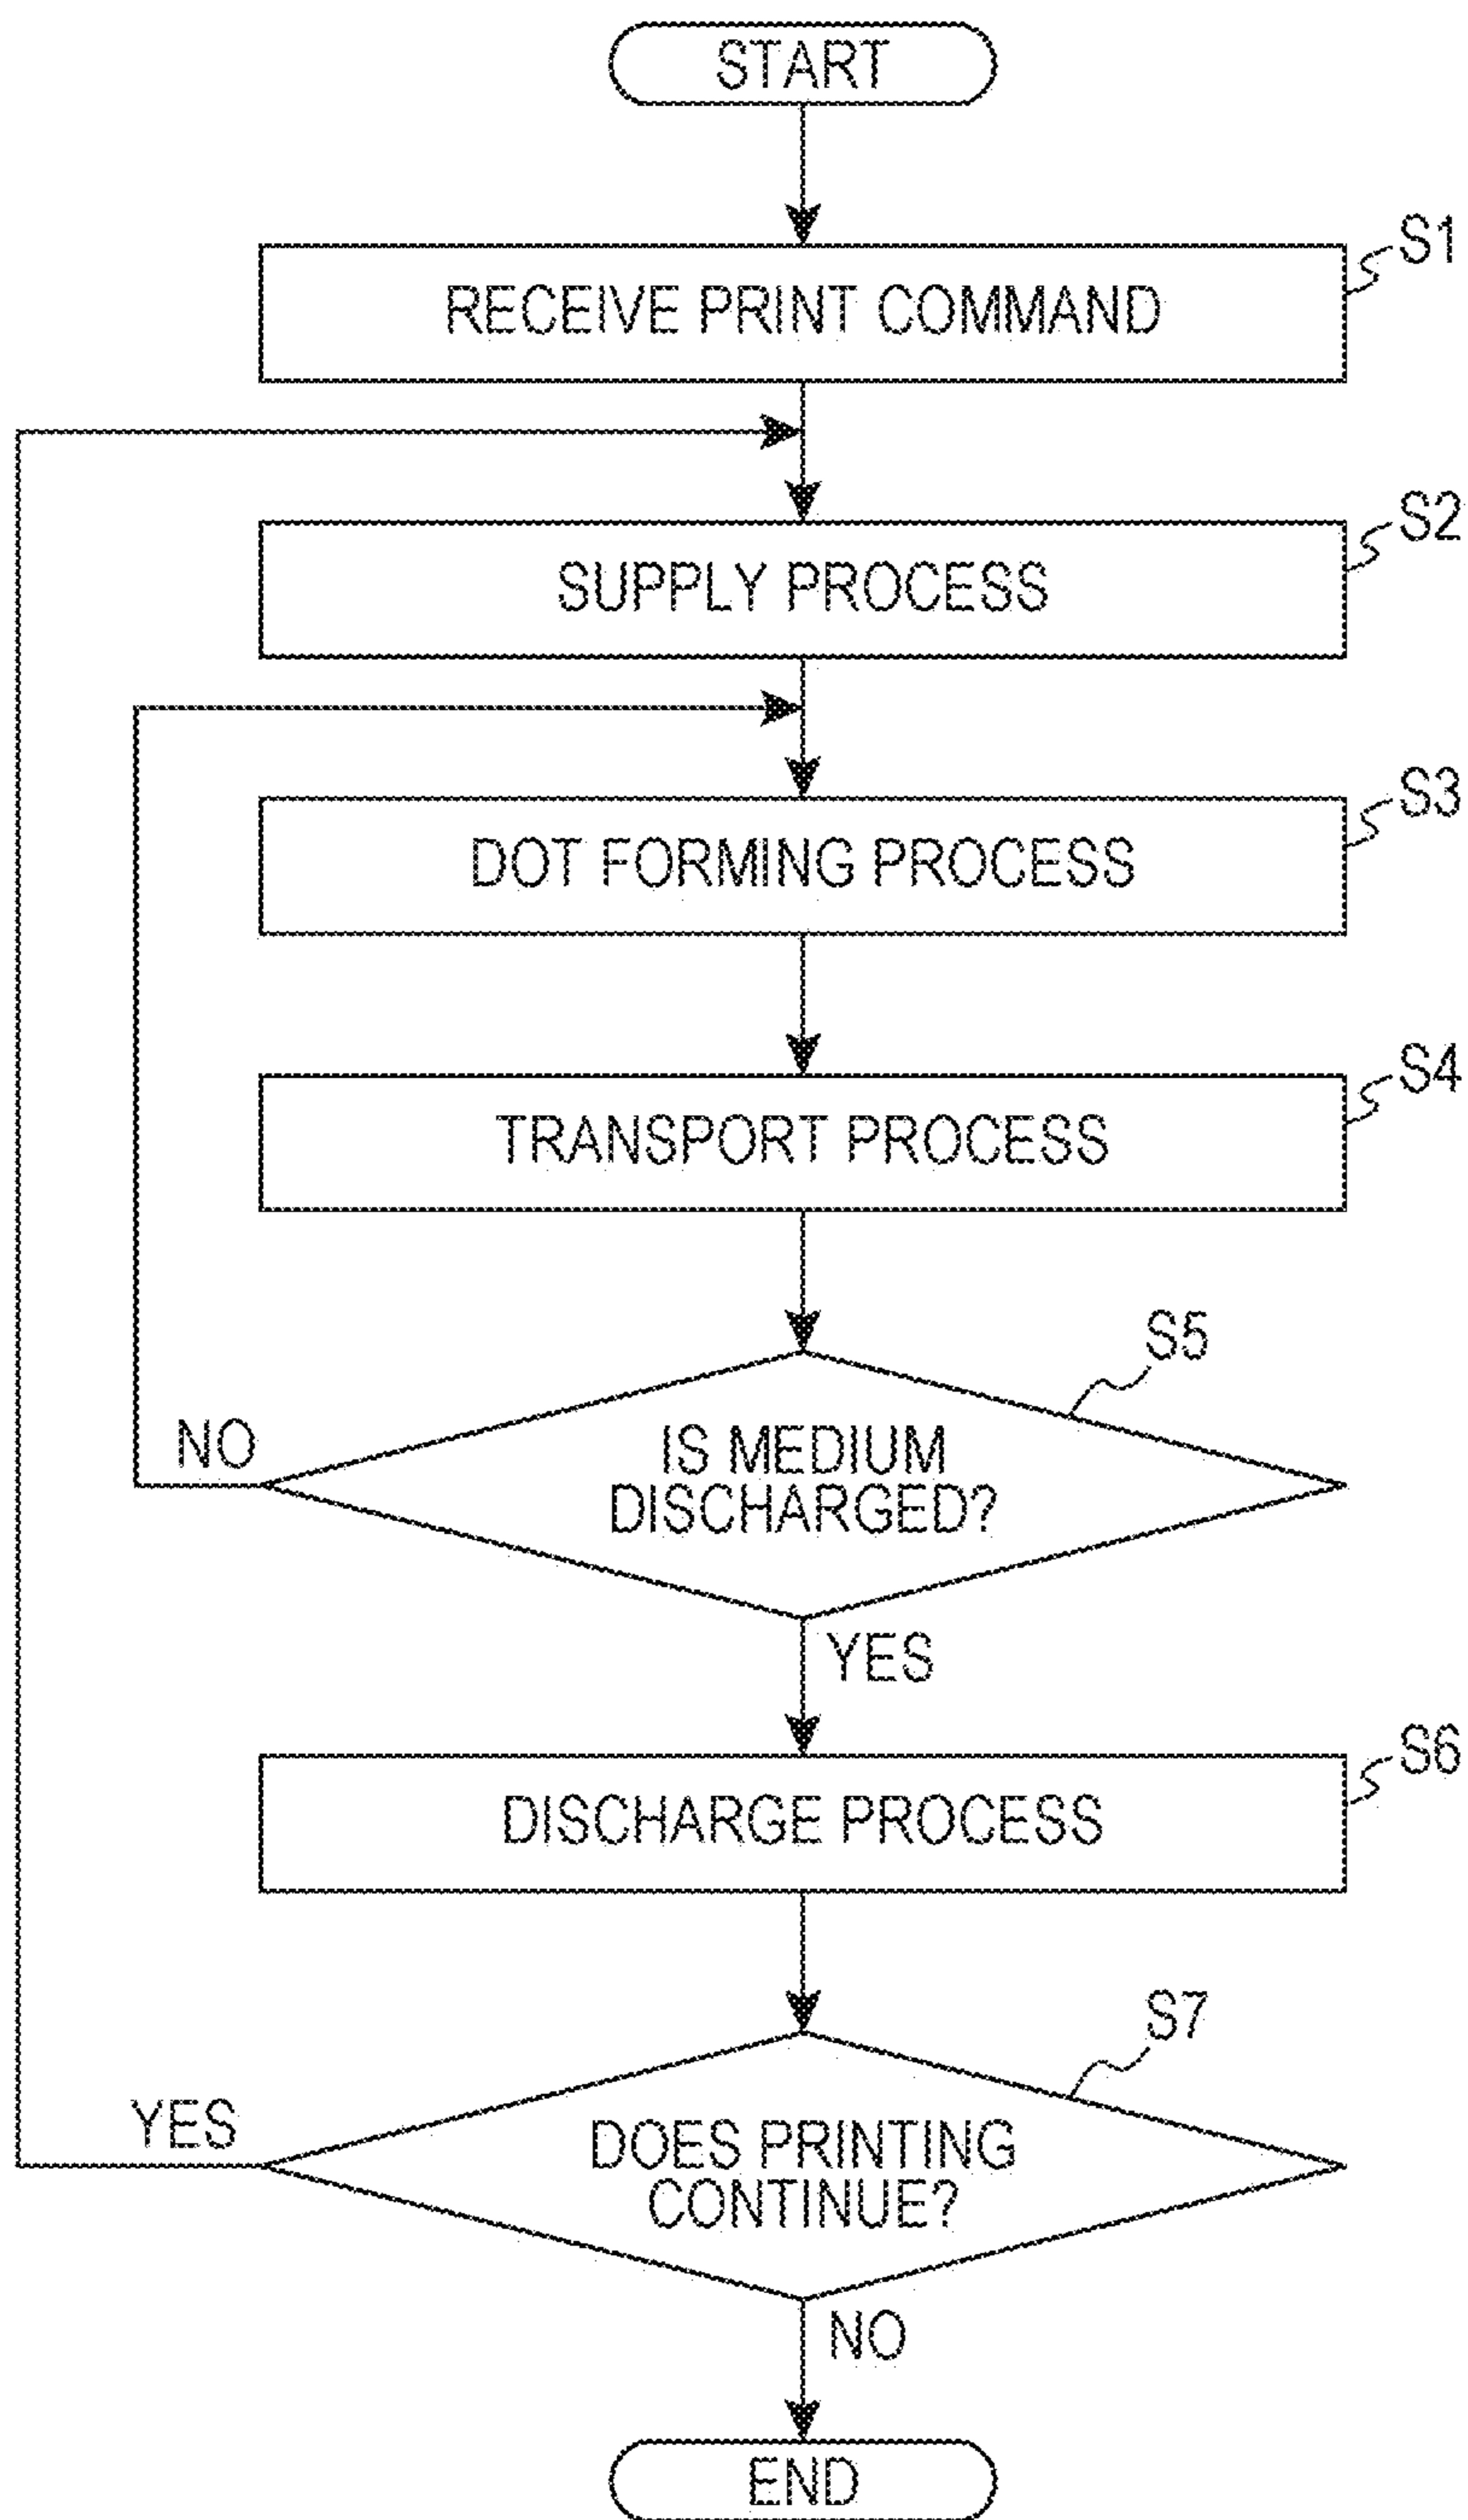 START
RECEIVE PRINT COMMAND
S1
SUPPLY PROCESS
S2
DOT FORMING PROCESS
S3
TRANSPORT PROCESS
S4
S5
IS MEDIUM
DISCHARGED?
NO
YES
DISCHARGE PROCESS
S6
S7
DOES PRINTING
CONTINUE?
YES
NO
END